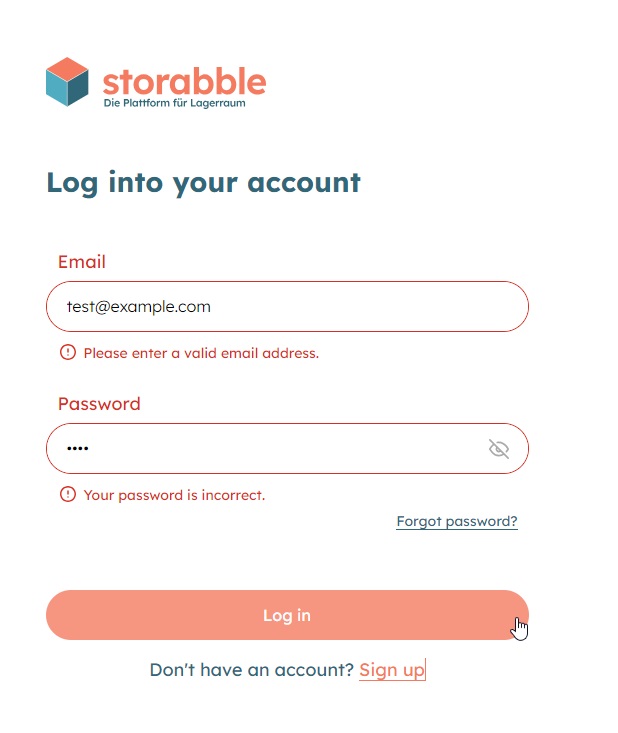 storabble
Die Plattform für Lagerraum
Log into your account
Email
test@example.com
Please enter a valid email address.
Password
••••
Your password is incorrect.
Forgot password?
Log in
Don't have an account? Sign up